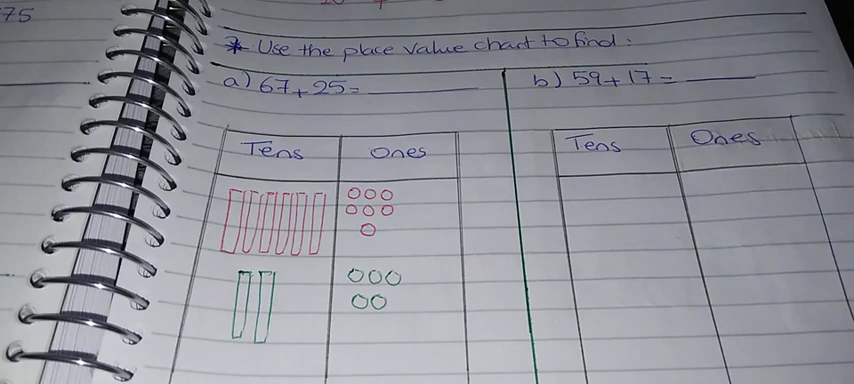 75
* Use the place value chart to find:
a) 67+25=
b) 59+17=
Tens Ones
Tens Ones